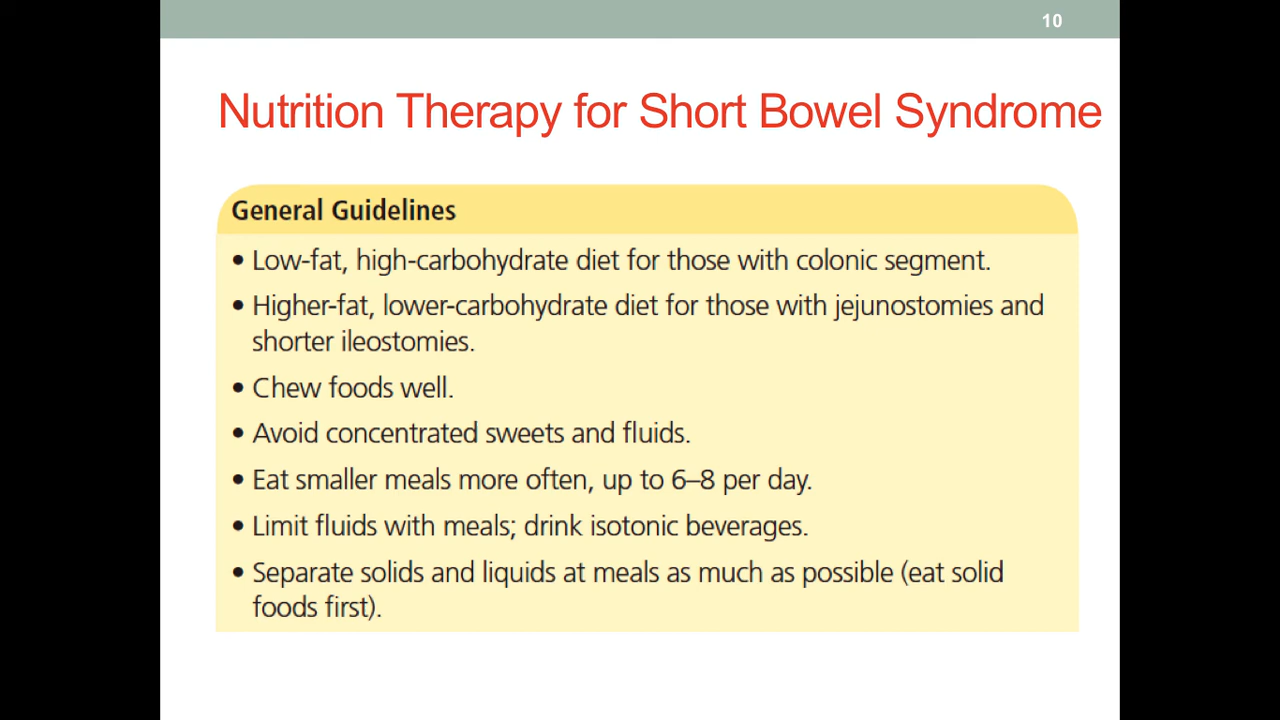 10
Nutrition Therapy for Short Bowel Syndrome
General Guidelines
• Low-fat, high-carbohydrate diet for those with colonic segment.
• Higher-fat, lower-carbohydrate diet for those with jejunostomies and
shorter ileostomies.
• Chew foods well.
• Avoid concentrated sweets and fluids.
• Eat smaller meals more often, up to 6–8 per day.
• Limit fluids with meals; drink isotonic beverages.
• Separate solids and liquids at meals as much as possible (eat solid
foods first).